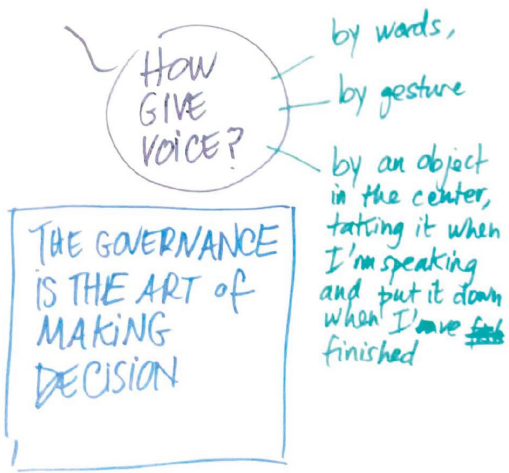 HOW
GIVE
VOICE?
by words,
by gesture
by an object
in the center,
taking it when
I'm speaking
and put it down
when I've
finished
THE GOVERNANCE
IS THE ART of
MAKING
DECISION